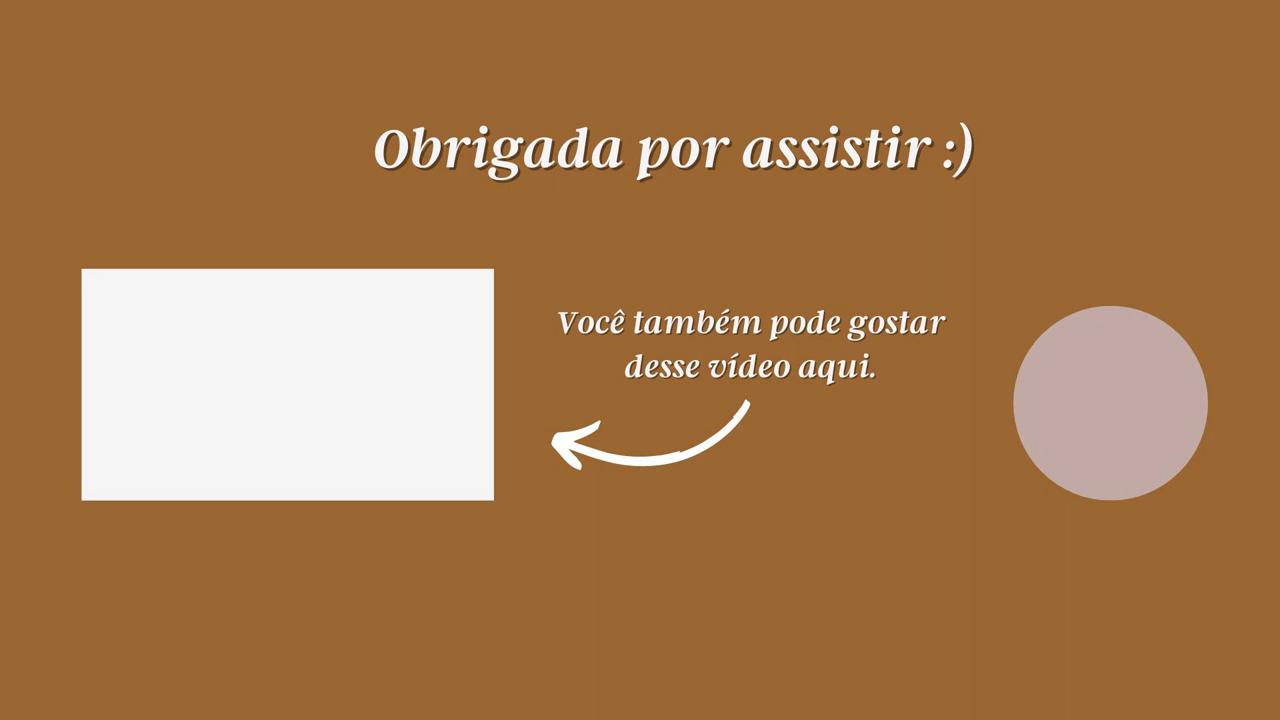 Obrigada por assistir :)
Você também pode gostar
desse vídeo aqui.